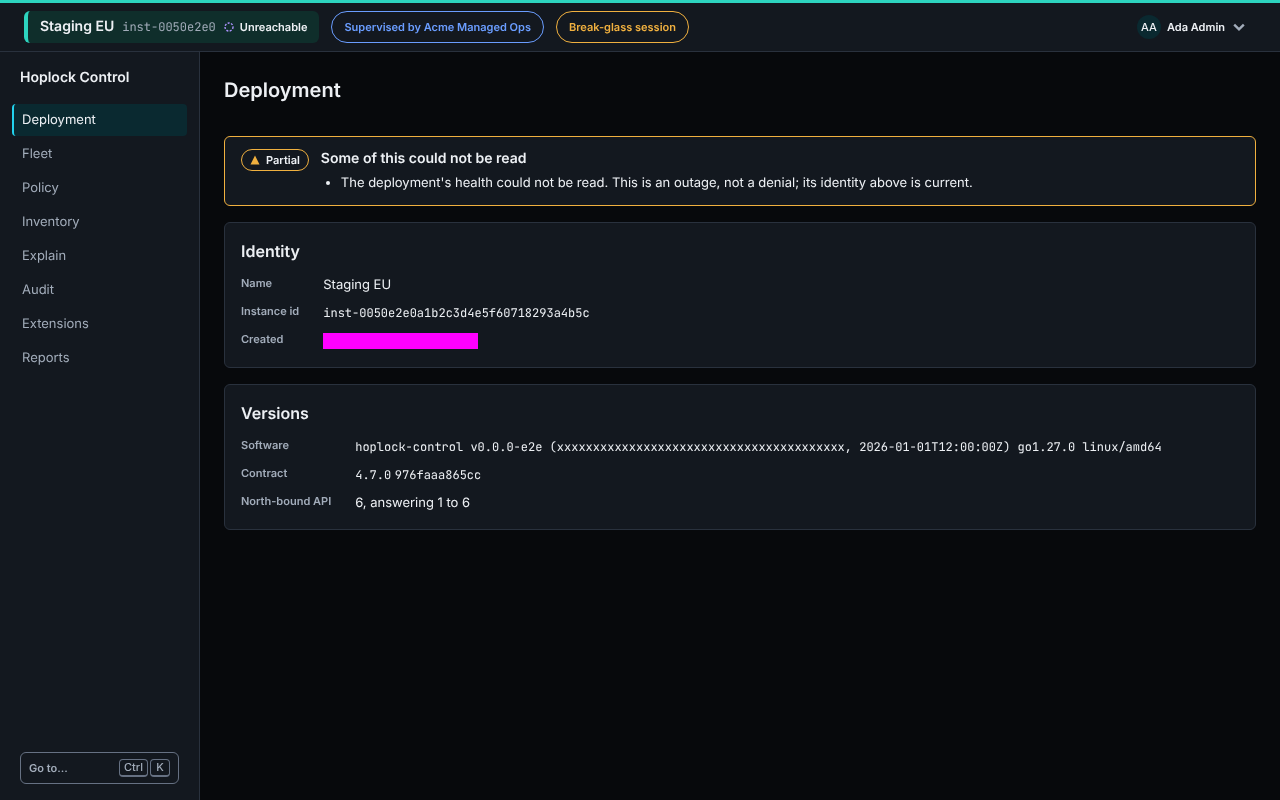 Staging EU inst-0050e2e0 Unreachable Supervised by Acme Managed Ops Break-glass session AA Ada Admin
Hoplock Control
Deployment
Fleet
Policy
Inventory
Explain
Audit
Extensions
Reports
Go to... Ctrl K
Deployment
Partial Some of this could not be read
• The deployment's health could not be read. This is an outage, not a denial; its identity above is current.
Identity
Name Staging EU
Instance id inst-0050e2e0a1b2c3d4e5f60718293a4b5c
Created
Versions
Software hoplock-control v0.0.0-e2e (xxxxxxxxxxxxxxxxxxxxxxxxxxxxxxxxxxxxxxxx, 2026-01-01T12:00:00Z) go1.27.0 linux/amd64
Contract 4.7.0 976faaa865cc
North-bound API 6, answering 1 to 6